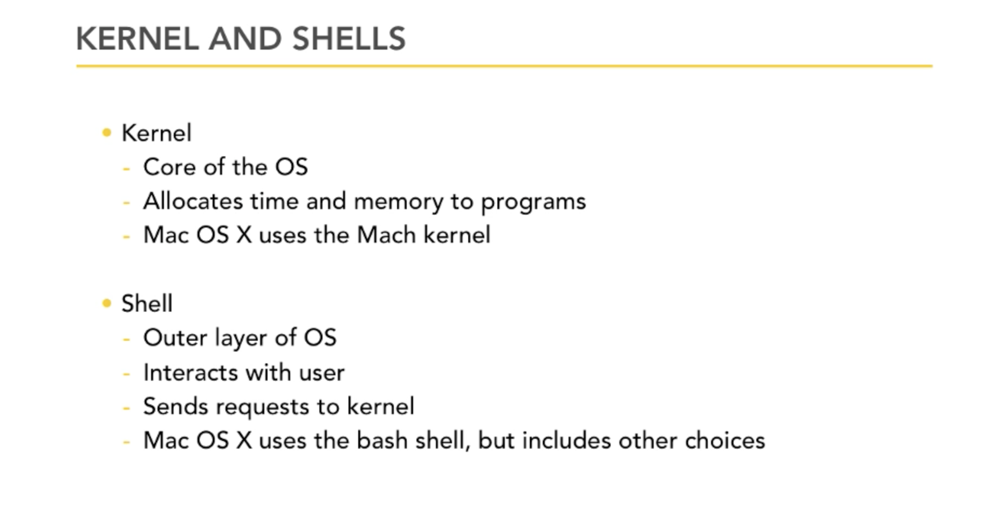 KERNEL AND SHELLS
• Kernel
- Core of the OS
- Allocates time and memory to programs
- Mac OS X uses the Mach kernel
• Shell
- Outer layer of OS
- Interacts with user
- Sends requests to kernel
- Mac OS X uses the bash shell, but includes other choices